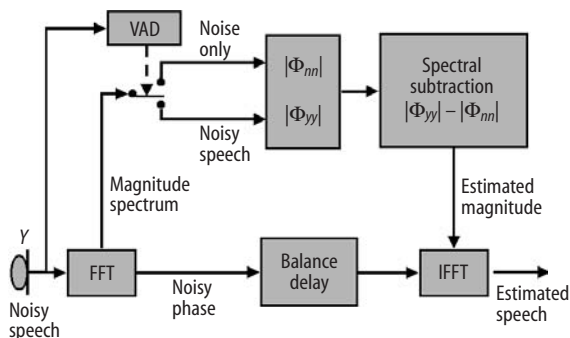 VAD
Noise
only
|Φnn|
|Φyy|
Spectral
subtraction
|Φyy| – |Φnn|
Noisy
speech
Magnitude
spectrum
Estimated
magnitude
Y
FFT
Balance
delay
IFFT
Noisy
speech
Noisy
phase
Estimated
speech